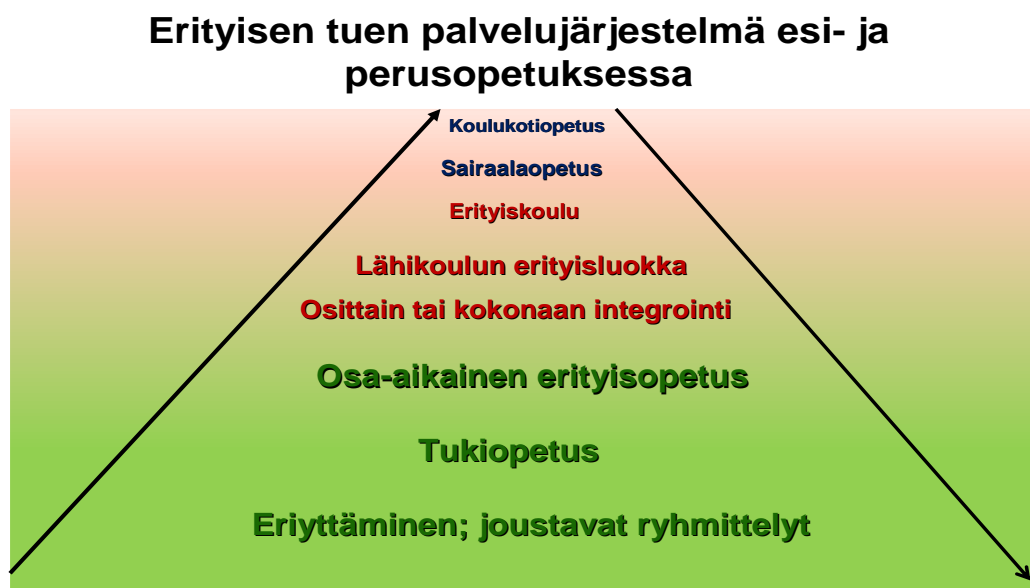 Erityisen tuen palvelujärjestelmä esi- ja
perusopetuksessa
Koulukotiopetus
Sairaalaopetus
Erityiskoulu
Lähikoulun erityisluokka
Osittain tai kokonaan integrointi
Osa-aikainen erityisopetus
Tukiopetus
Eriyttäminen; joustavat ryhmittelyt